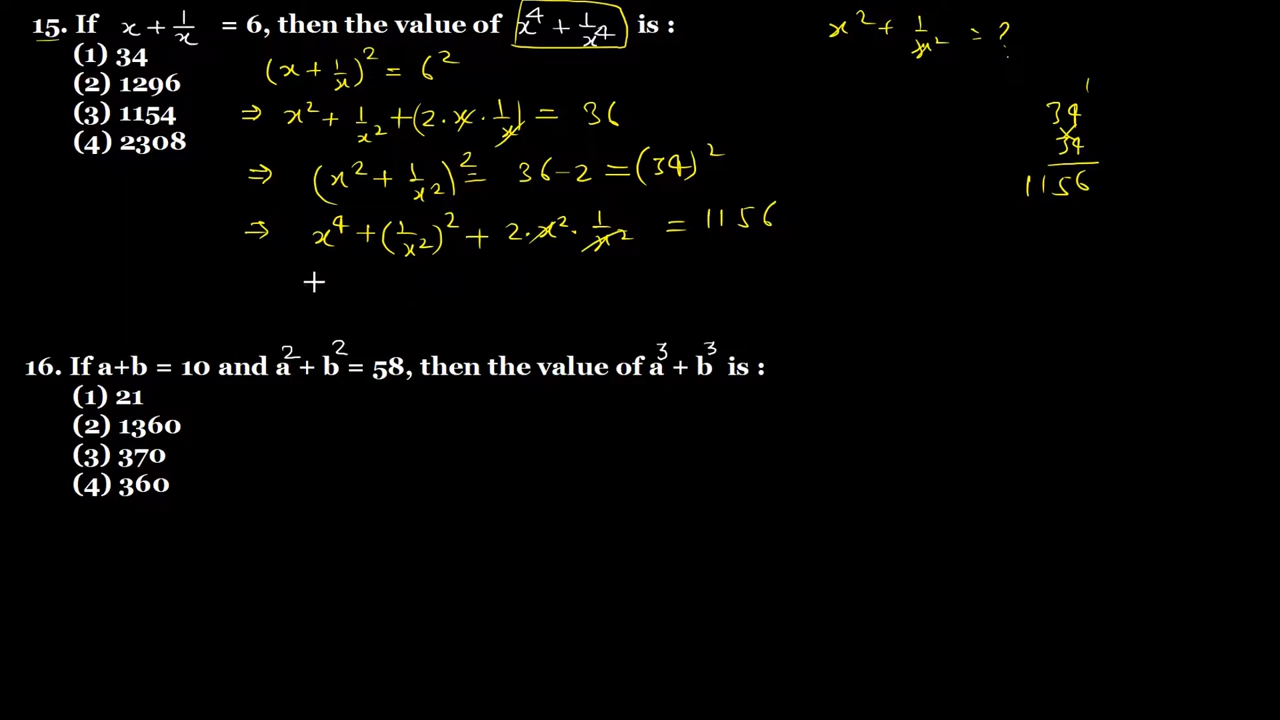 15. If x + 1/x = 6, then the value of x⁴ + 1/x⁴ is :
x² + 1/x² = ?
(1) 34
(2) 1296
(3) 1154
(4) 2308
(x + 1/x)² = 6²
⇒ x² + 1/x² + (2 · x · 1/x) = 36
⇒ (x² + 1/x²)² = 36 - 2 = (34)²
⇒ x⁴ + (1/x²)² + 2 · x² · 1/x² = 1156
1
34
×
34
1156
16. If a+b = 10 and a² + b² = 58, then the value of a³ + b³ is :
(1) 21
(2) 1360
(3) 370
(4) 360